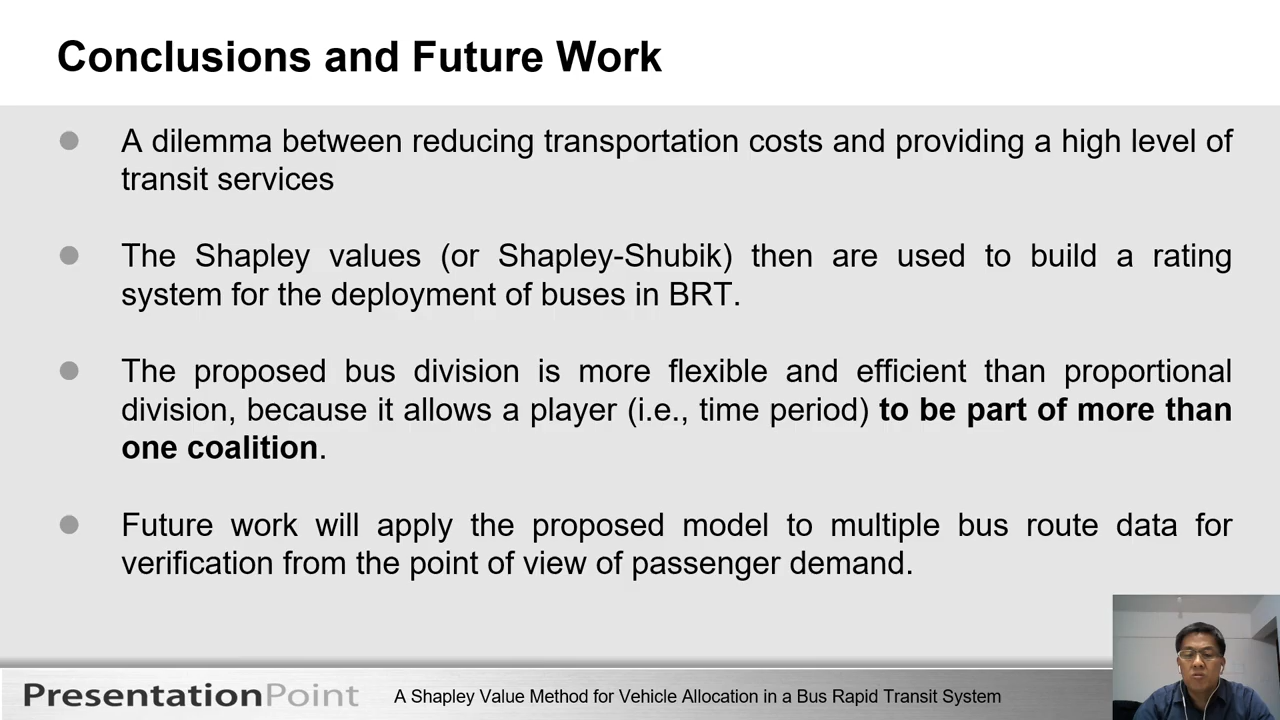 Conclusions and Future Work
A dilemma between reducing transportation costs and providing a high level of
transit services
The Shapley values (or Shapley-Shubik) then are used to build a rating
system for the deployment of buses in BRT.
The proposed bus division is more flexible and efficient than proportional
division, because it allows a player (i.e., time period) to be part of more than
one coalition.
Future work will apply the proposed model to multiple bus route data for
verification from the point of view of passenger demand.
PresentationPoint
A Shapley Value Method for Vehicle Allocation in a Bus Rapid Transit System